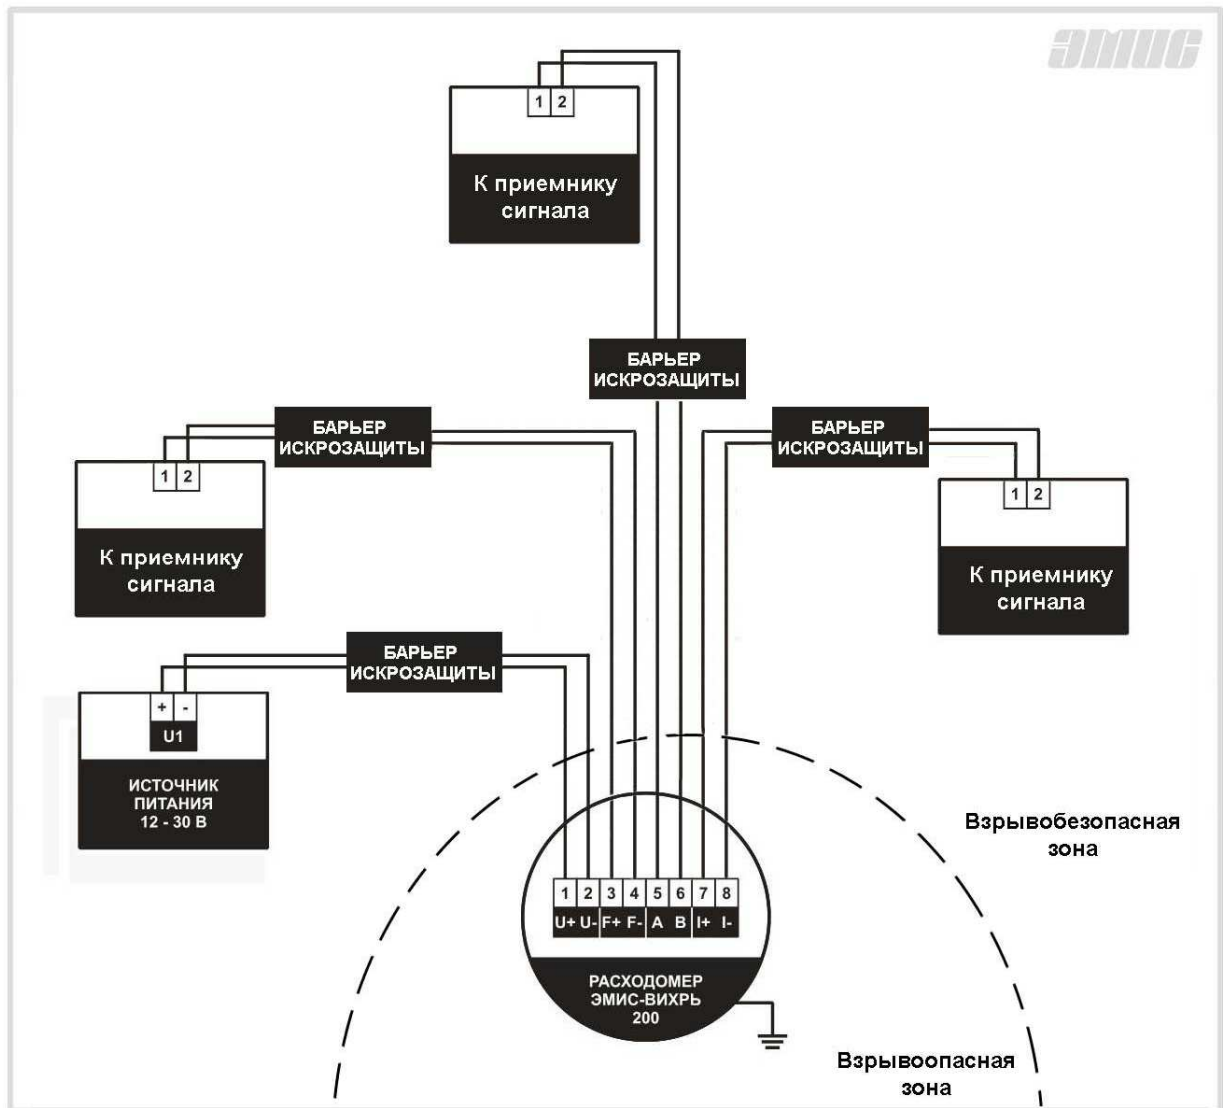 ЭМИС
1 2
К приемнику
сигнала
БАРЬЕР
ИСКРОЗАЩИТЫ
БАРЬЕР
ИСКРОЗАЩИТЫ
БАРЬЕР
ИСКРОЗАЩИТЫ
1 2
К приемнику
сигнала
1 2
К приемнику
сигнала
БАРЬЕР
ИСКРОЗАЩИТЫ
+ -
U1
ИСТОЧНИК
ПИТАНИЯ
12 - 30 В
Взрывобезопасная
зона
1 2 3 4 5 6 7 8
U+ U- F+ F- A B I+ I-
РАСХОДОМЕР
ЭМИС-ВИХРЬ
200
Взрывоопасная
зона